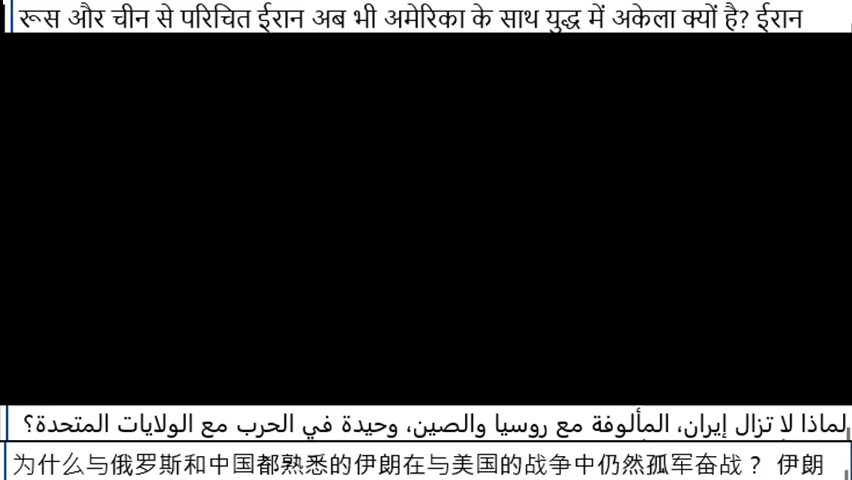 रूस और चीन से परिचित ईरान अब भी अमेरिका के साथ युद्ध में अकेला क्यों है? ईरान
لماذا لا تزال إيران، المألوفة مع روسيا والصين، وحيدة في الحرب مع الولايات المتحدة؟
为什么与俄罗斯和中国都熟悉的伊朗在与美国的战争中仍然孤军奋战？ 伊朗